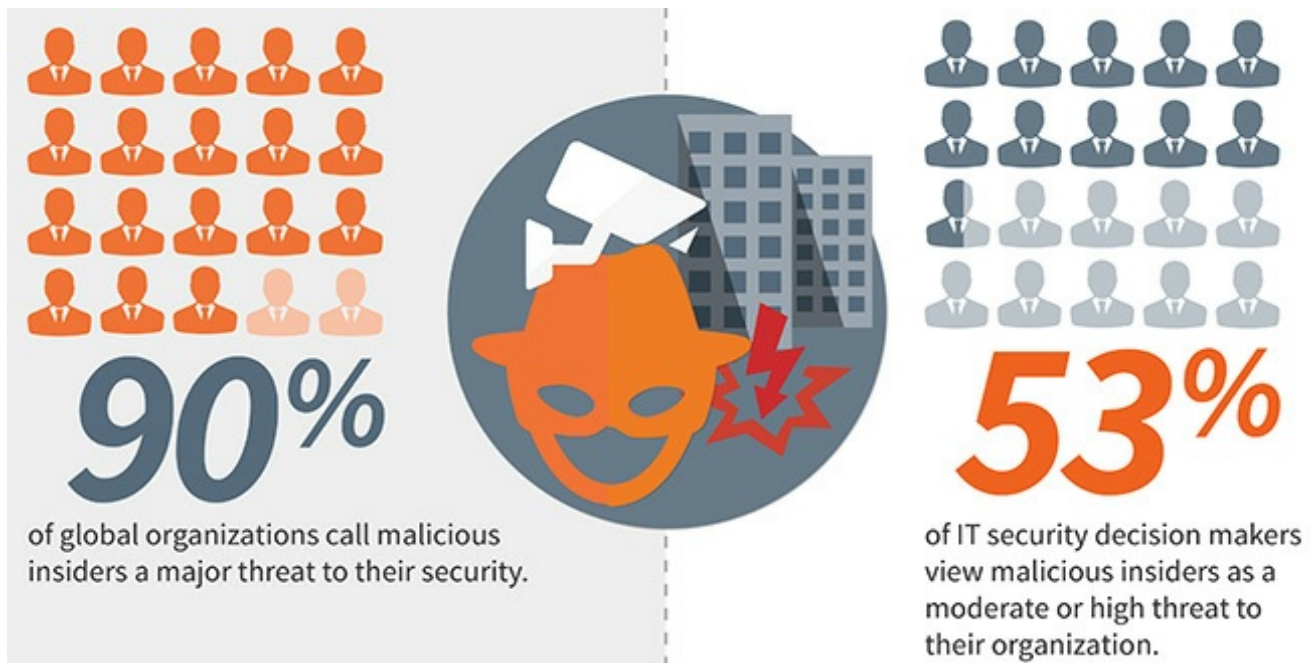 90%
of global organizations call malicious
insiders a major threat to their security.
53%
of IT security decision makers
view malicious insiders as a
moderate or high threat to
their organization.